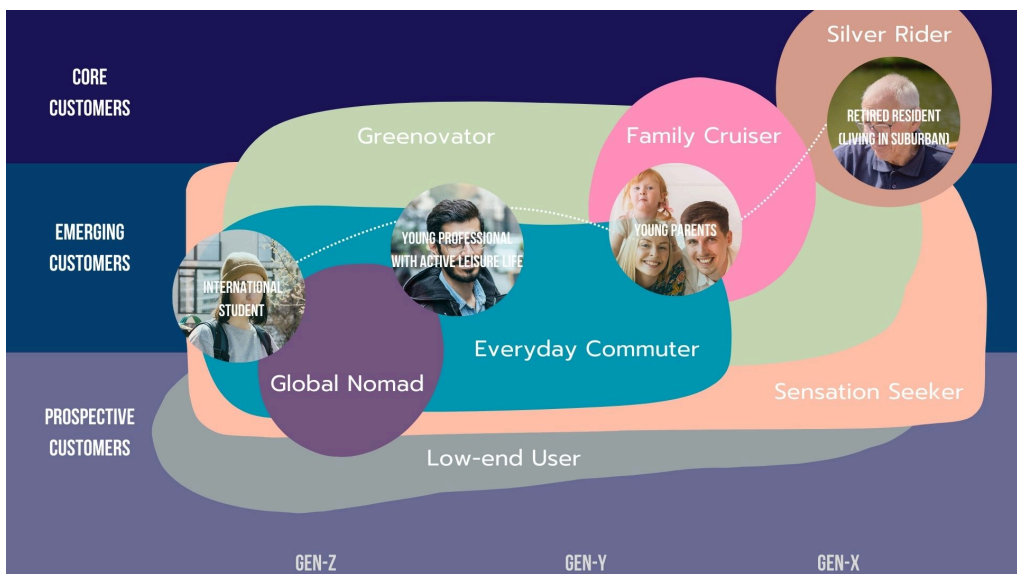 Silver Rider
CORE
CUSTOMERS
RETIRED RESIDENT
(LIVING IN SUBURBAN)
Greenovator
Family Cruiser
EMERGING
CUSTOMERS
YOUNG PROFESSIONAL
WITH ACTIVE LEISURE LIFE
YOUNG PARENTS
INTERNATIONAL
STUDENT
Everyday Commuter
Global Nomad
Sensation Seeker
PROSPECTIVE
CUSTOMERS
Low-end User
GEN-Z
GEN-Y
GEN-X